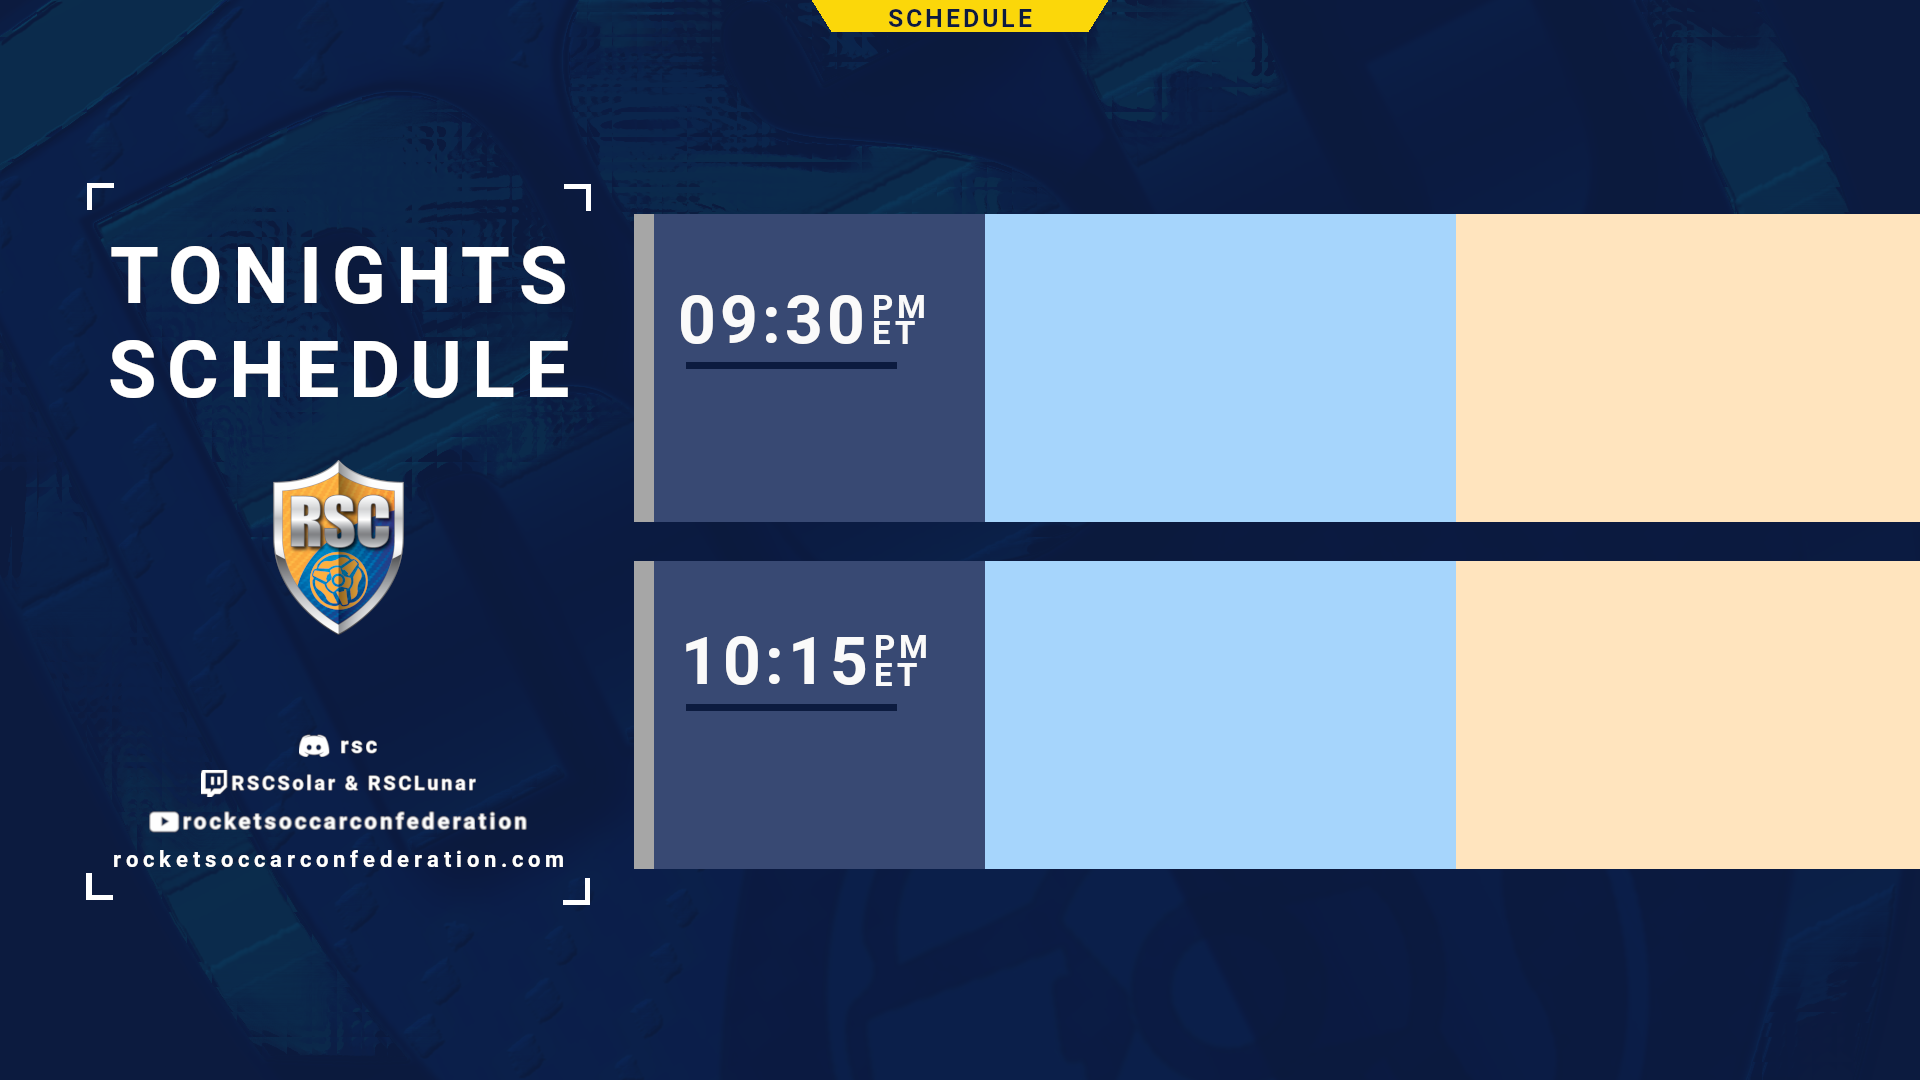 SCHEDULE
TONIGHTS
SCHEDULE
RSC
rsc
RSCSolar & RSCLunar
rocketsoccarconfederation
rocketsoccarconfederation.com
09:30 PM ET
10:15 PM ET